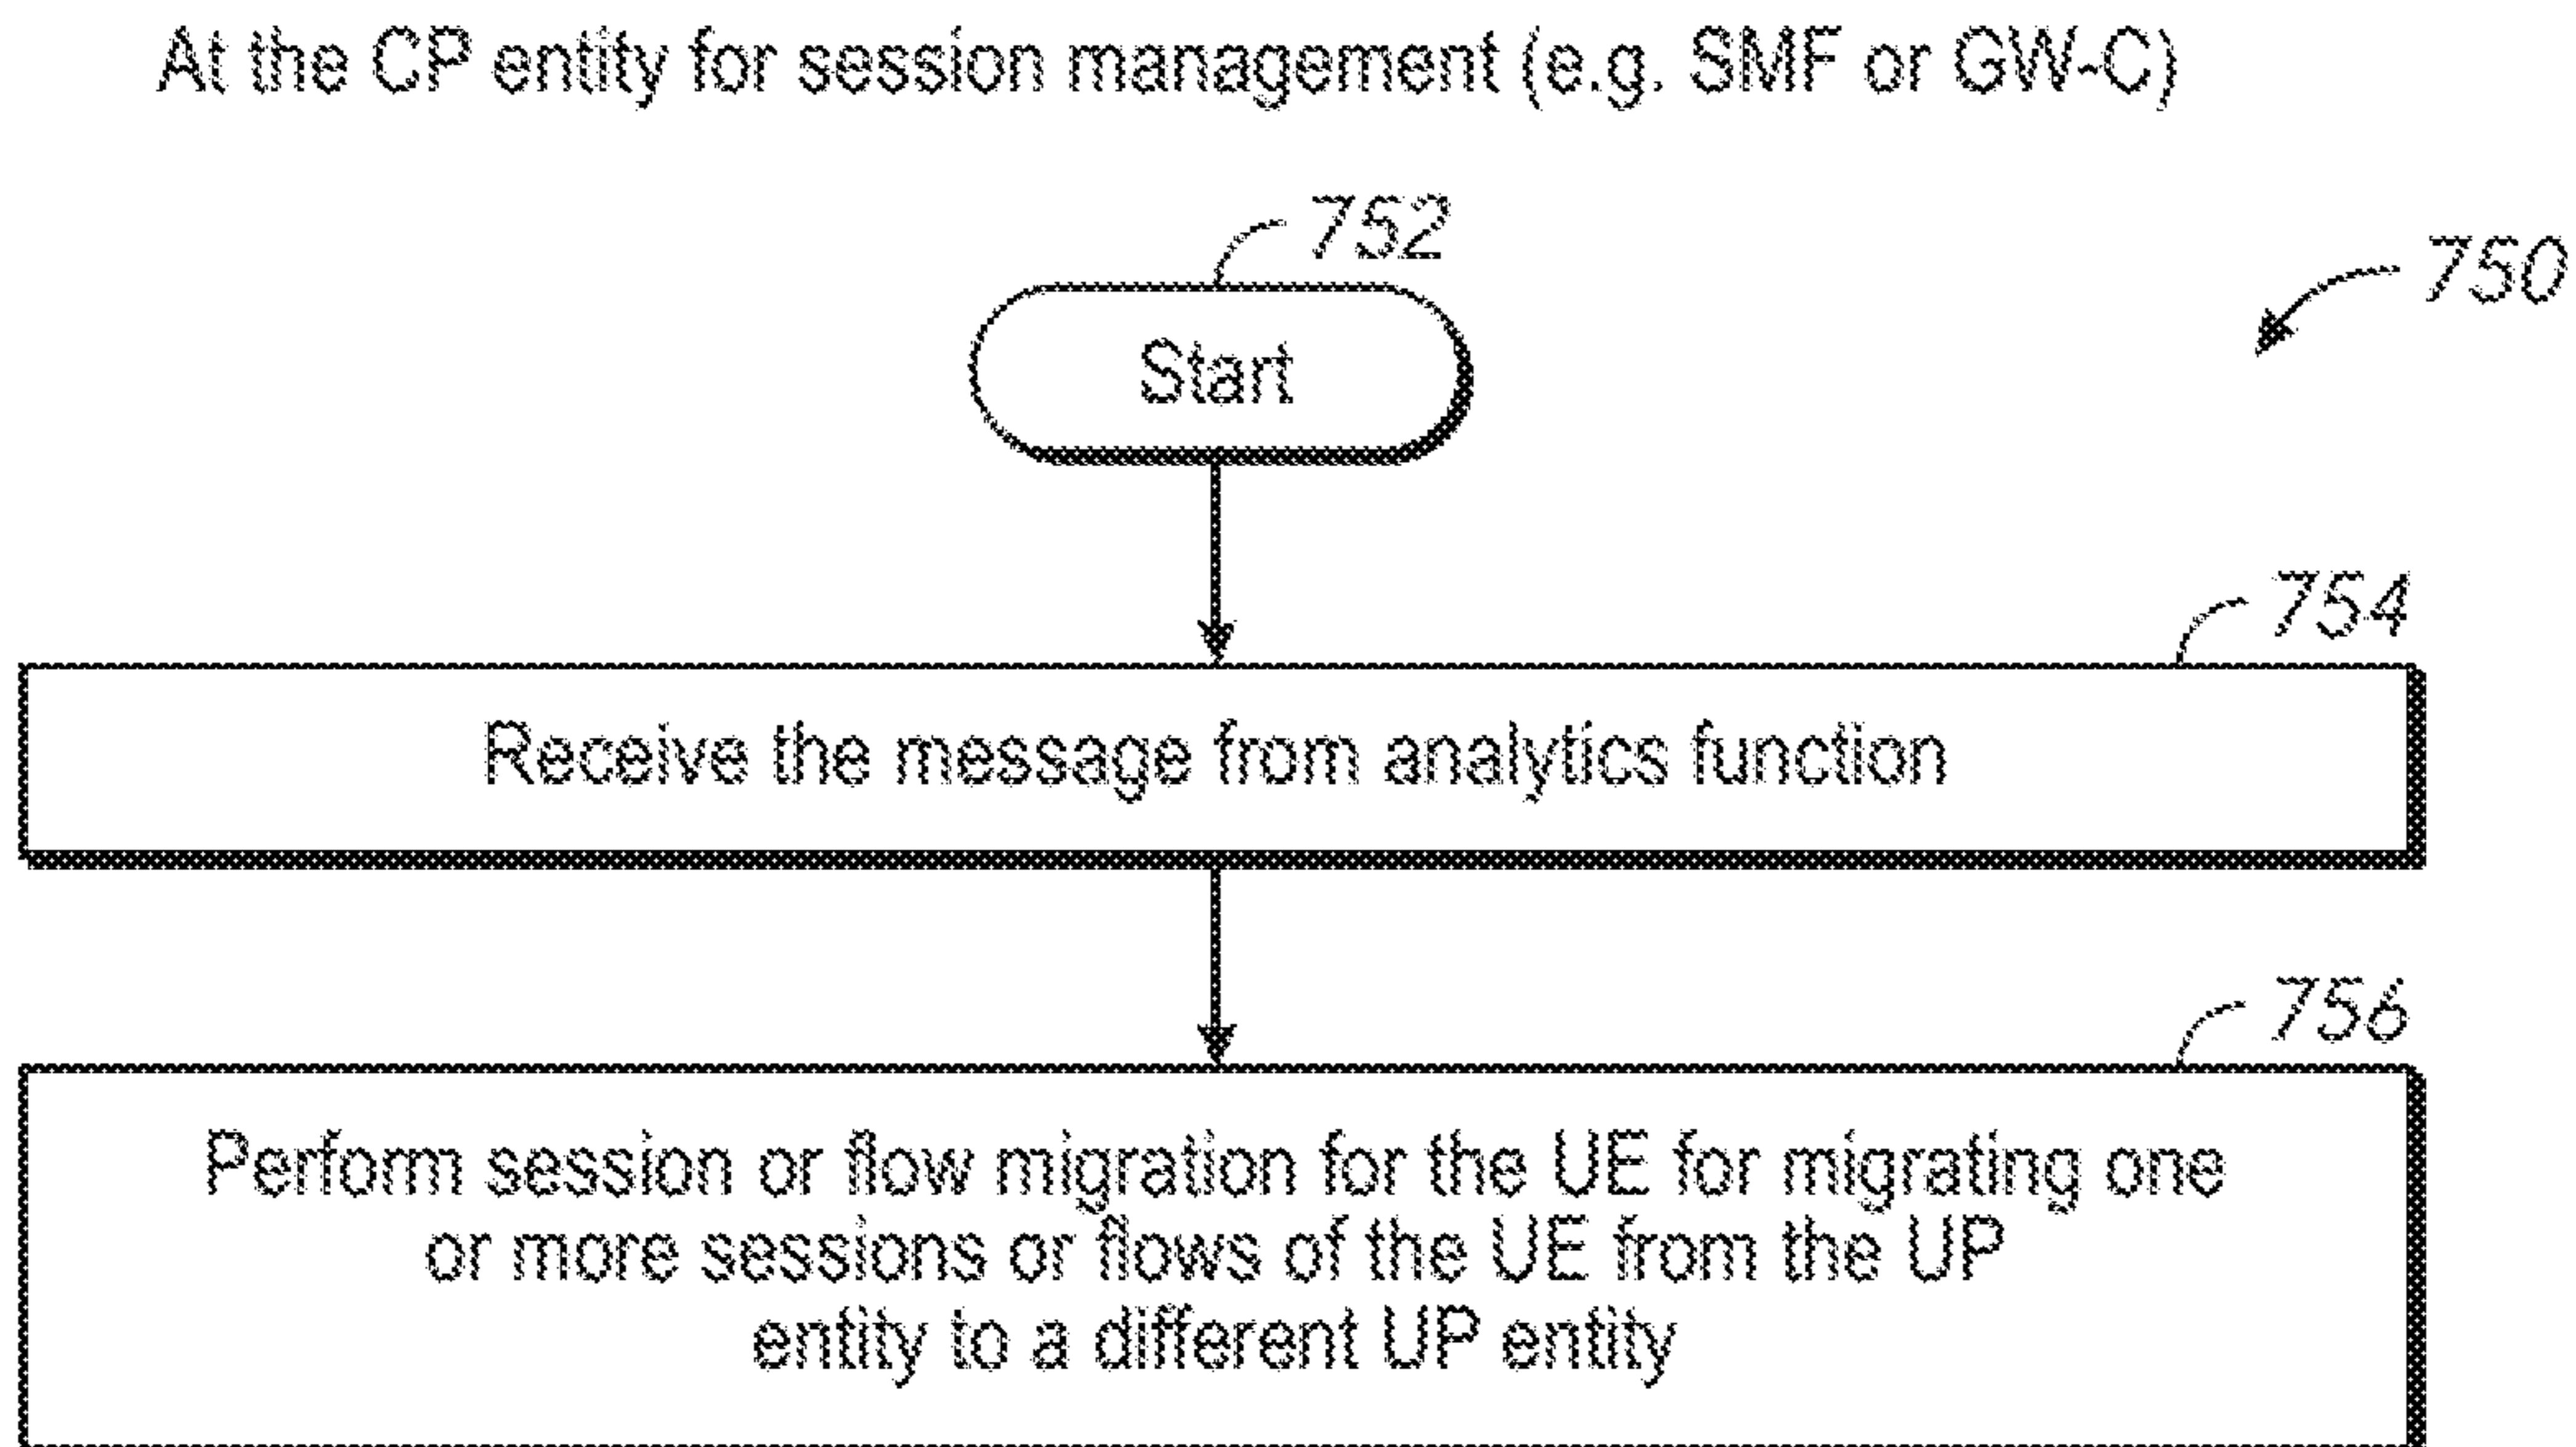 At the CP entity for session management (e.g. SMF or GW-C)
752
750
Start
754
Receive the message from analytics function
756
Perform session or flow migration for the UE for migrating one
or more sessions or flows of the UE from the UP
entity to a different UP entity